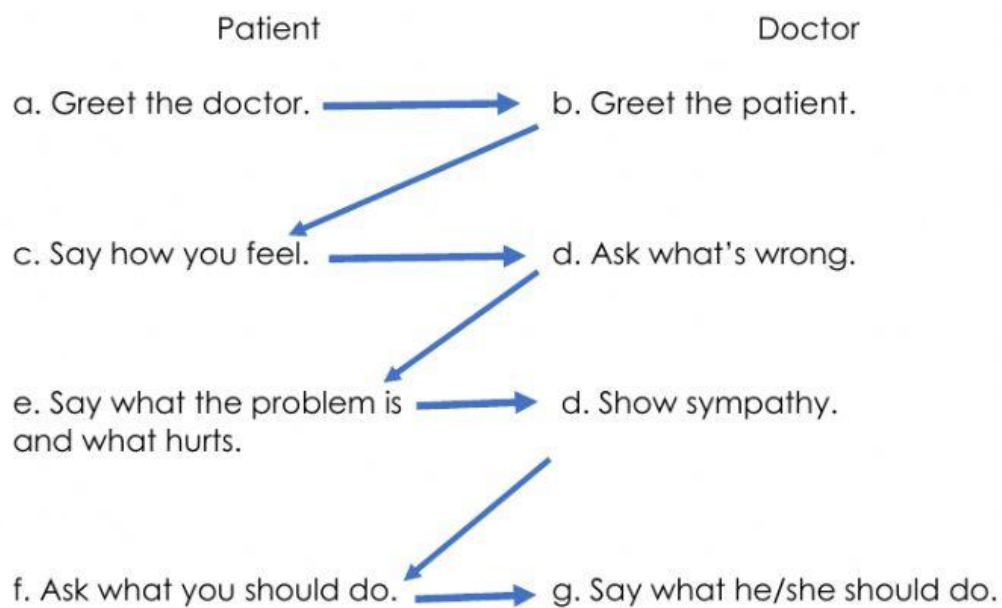 Patient Doctor
a. Greet the doctor. b. Greet the patient.
c. Say how you feel. d. Ask what's wrong.
e. Say what the problem is d. Show sympathy.
and what hurts.
f. Ask what you should do. g. Say what he/she should do.